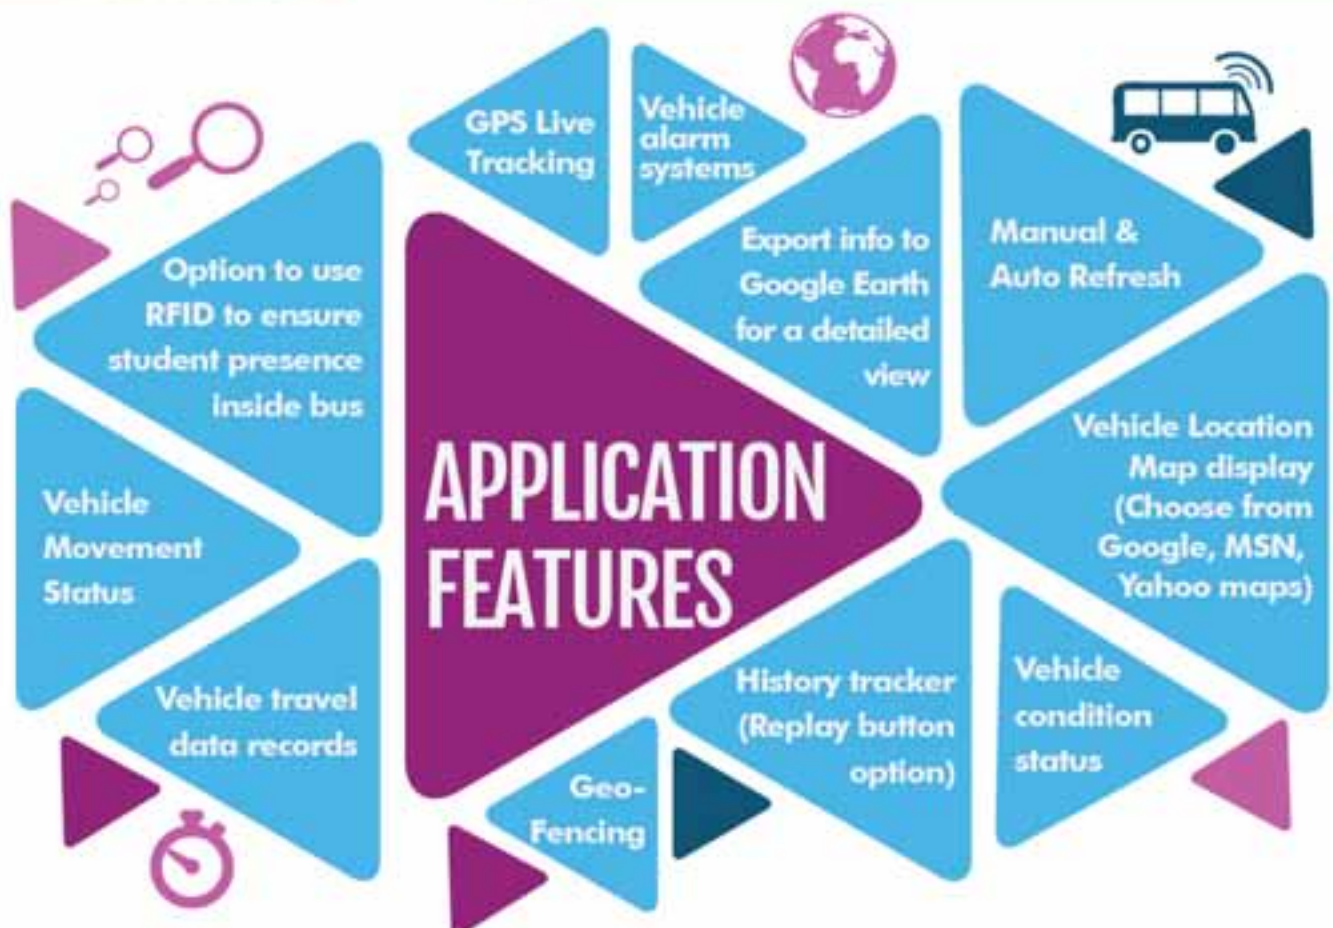 GPS Live
Tracking
Vehicle
alarm
systems
Export info to
Google Earth
for a detailed
view
Manual &
Auto Refresh
Option to use
RFID to ensure
student presence
inside bus
Vehicle Location
Map display
(Choose from
Google, MSN,
Yahoo maps)
APPLICATION
FEATURES
Vehicle
Movement
Status
Vehicle travel
data records
Geo-
Fencing
History tracker
(Replay button
option)
Vehicle
condition
status